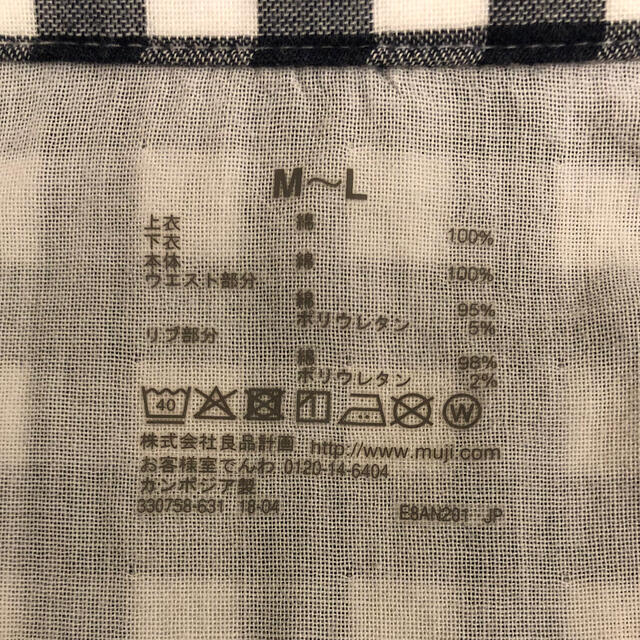 M〜L
上衣 綿 100%
下衣
本体 綿 100%
ウエスト部分
綿 95%
ポリウレタン 5%
リブ部分
綿 98%
ポリウレタン 2%
40
W
株式会社良品計画 http://www.muji.com
お客様室でんわ 0120-14-6404
カンボジア製
330758-631 18-04
E8AN201 JP